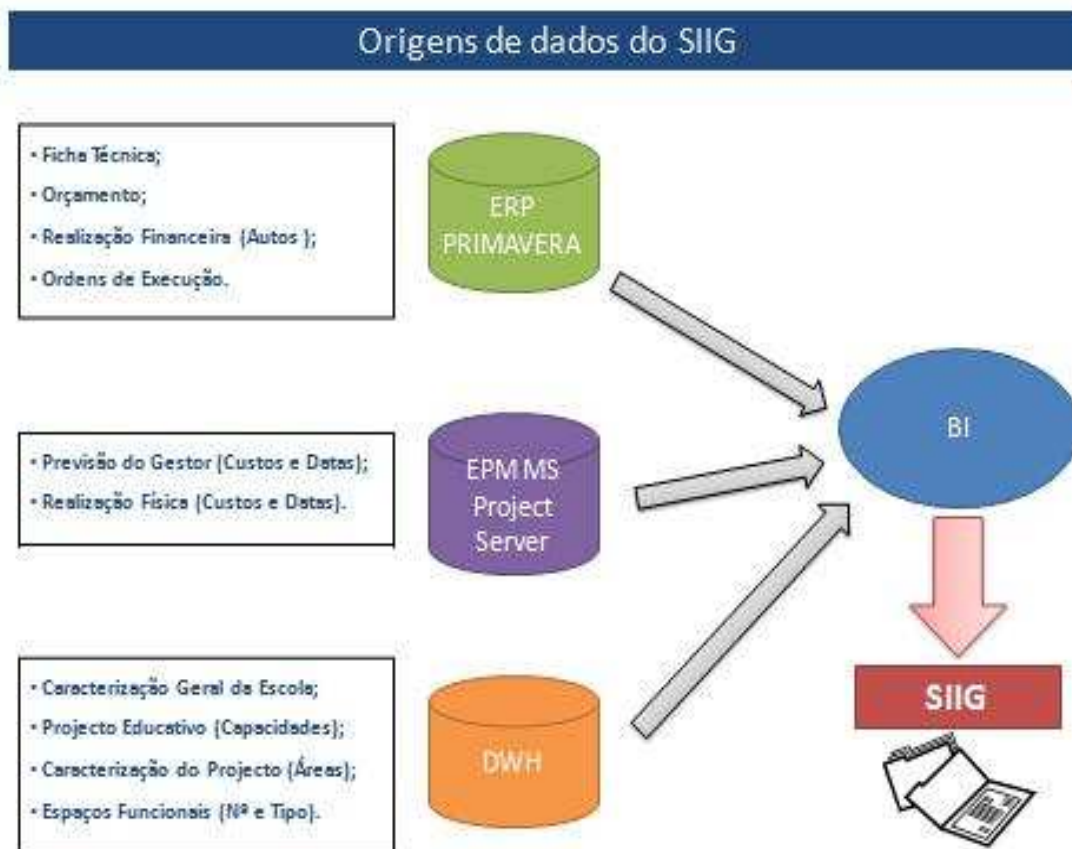 Origens de dados do SIIG
• Ficha Técnica;
• Orçamento;
• Realização Financeira (Autos );
• Ordens de Execução.
ERP
PRIMAVERA
• Previsão do Gestor (Custos e Datas);
• Realização Física (Custos e Datas).
EPM MS
Project
Server
BI
• Caracterização Geral da Escola;
• Projecto Educativo (Capacidades);
• Caracterização do Projecto (Áreas);
• Espaços Funcionais (Nº e Tipo).
DWH
SIIG